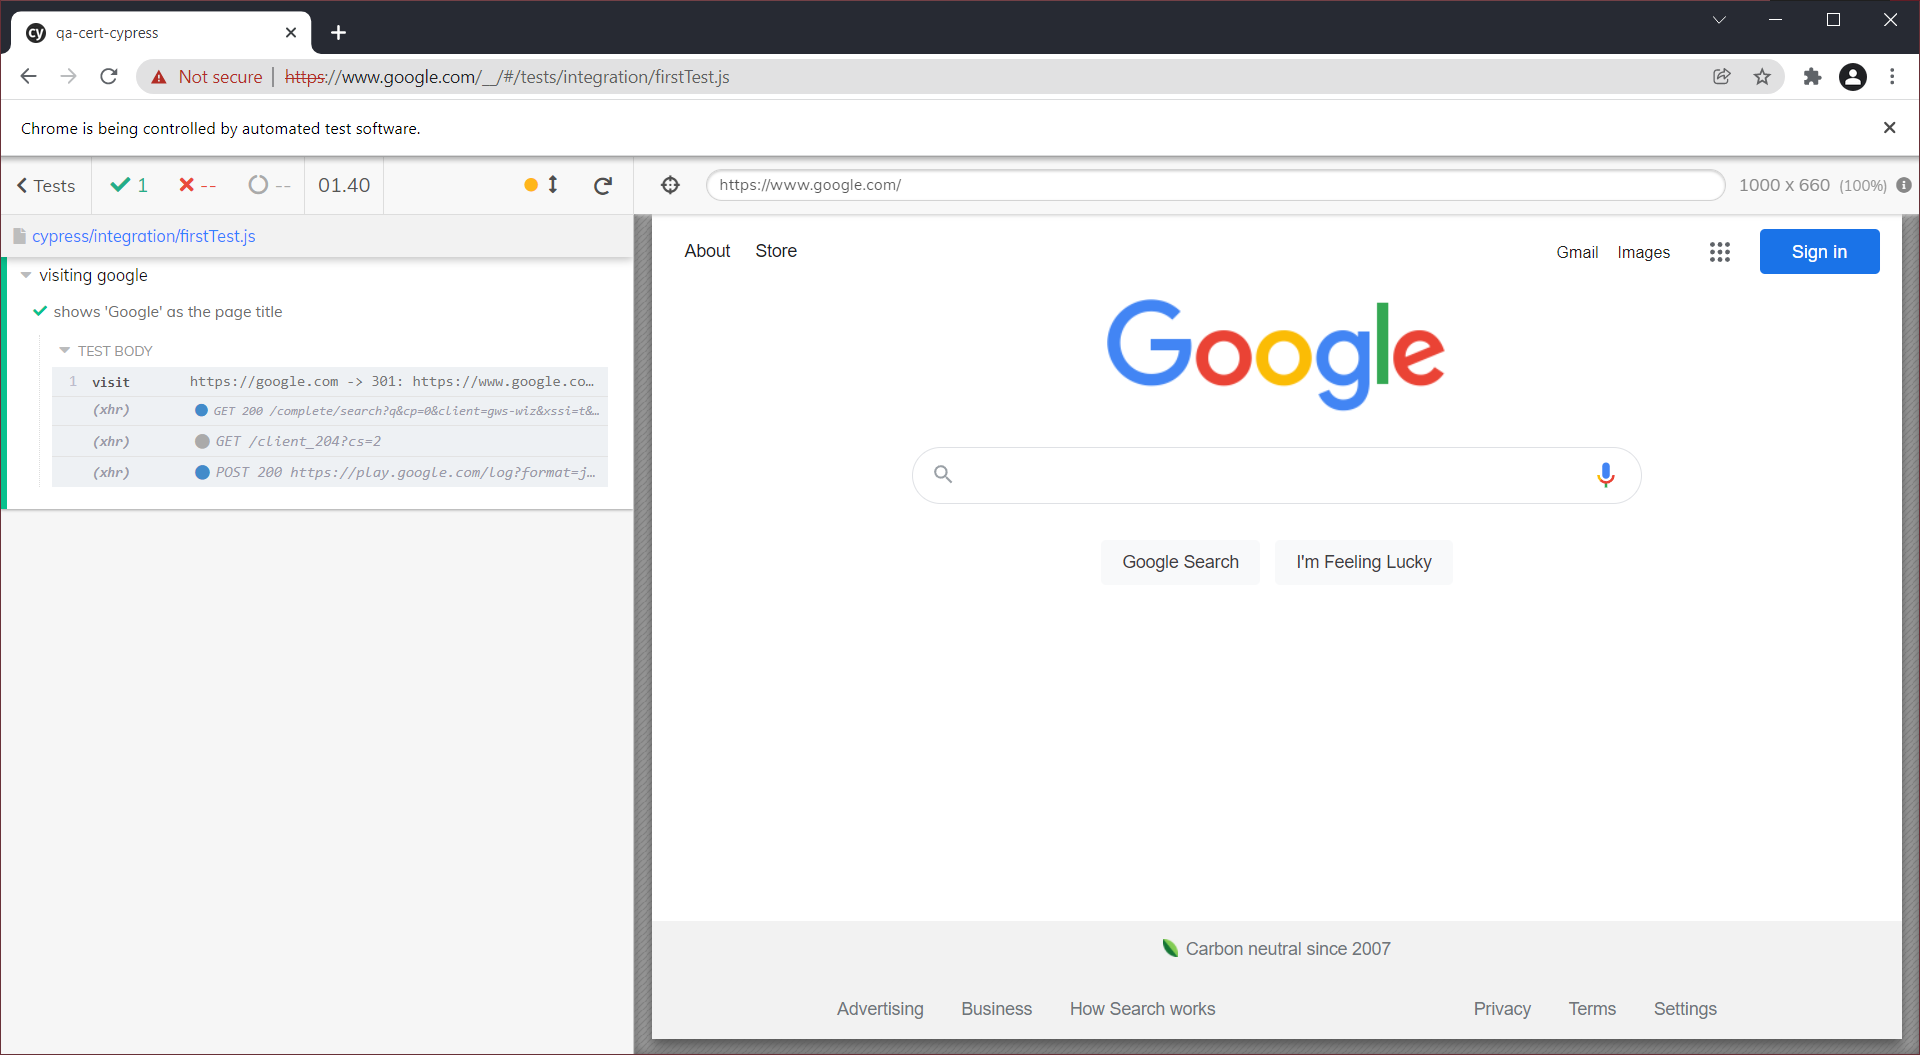 cy qa-cert-cypress
Not secure | https://www.google.com/__/#/tests/integration/firstTest.js
Chrome is being controlled by automated test software.
Tests 1 -- -- 01.40
https://www.google.com/ 1000 x 660 (100%)
cypress/integration/firstTest.js
visiting google
shows 'Google' as the page title
TEST BODY
1 visit https://google.com -> 301: https://www.google.co…
(xhr) GET 200 /complete/search?q&cp=0&client=gws-wiz&xssi=t&…
(xhr) GET /client_204?cs=2
(xhr) POST 200 https://play.google.com/log?format=j…
About Store Gmail Images Sign in
Google
Google Search I'm Feeling Lucky
Carbon neutral since 2007
Advertising Business How Search works Privacy Terms Settings